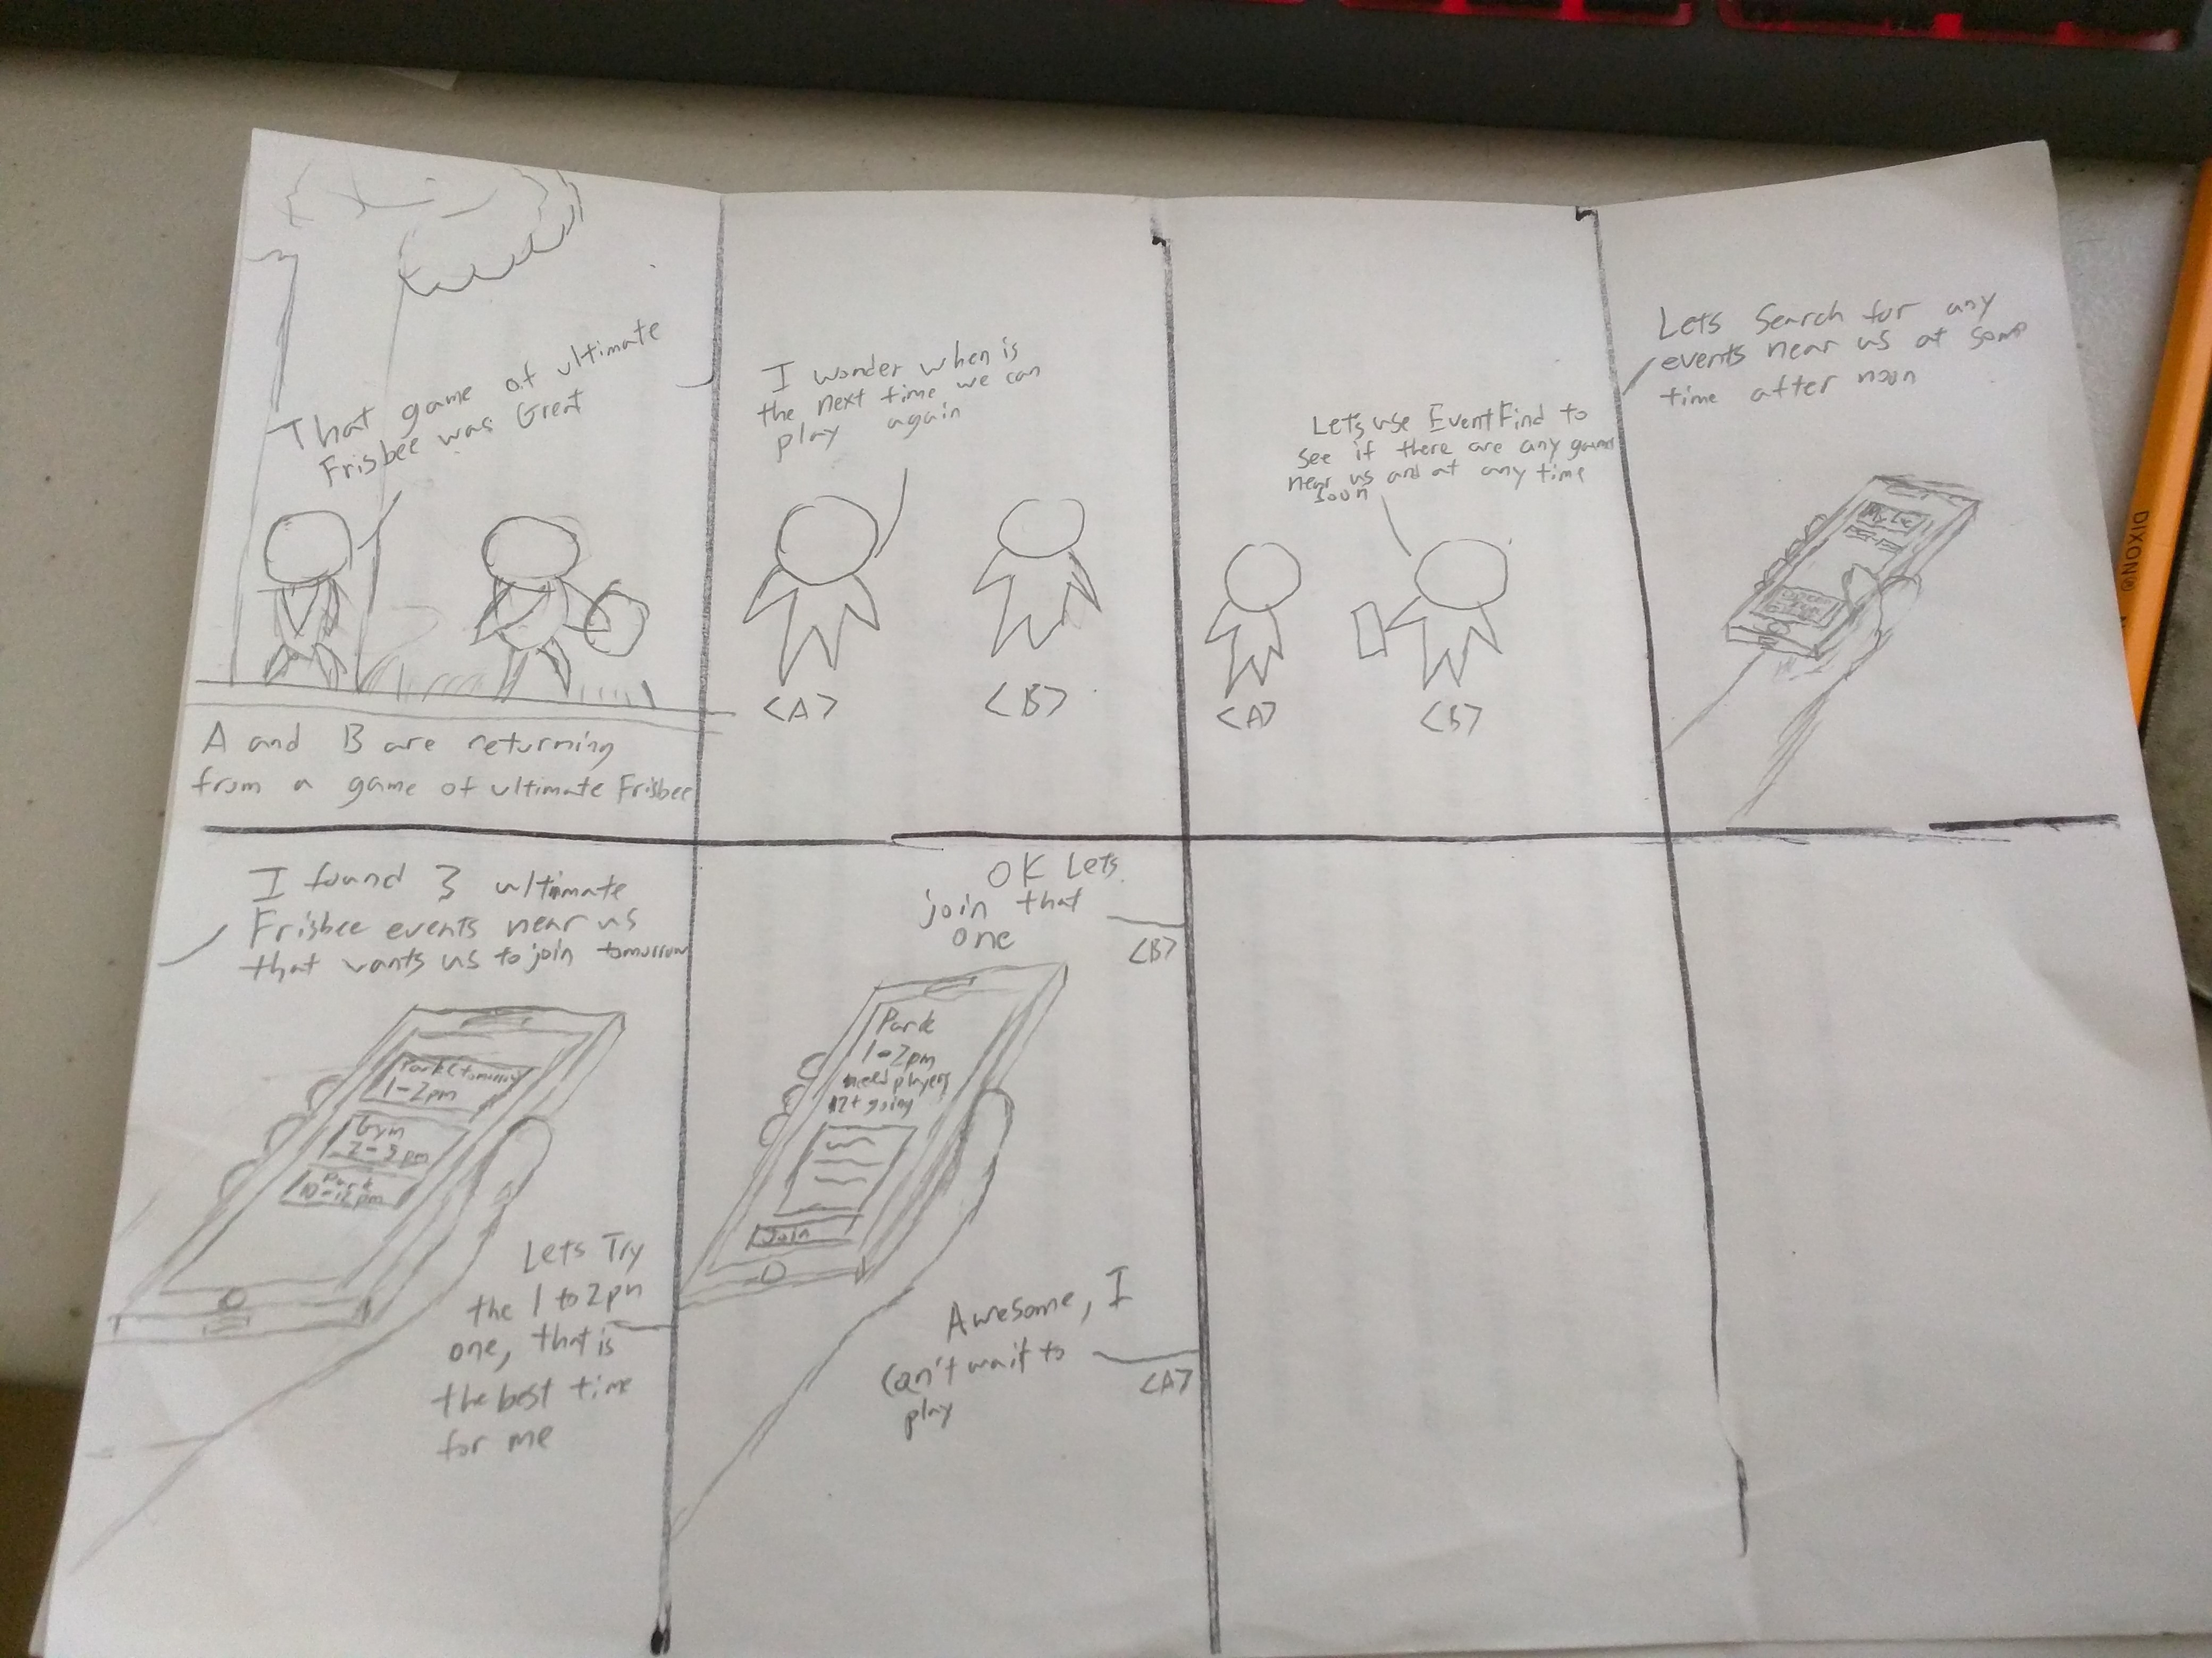 That game of ultimate
Frisbee was Great
A and B are returning
from a game of ultimate Frisbee
I wonder when is
the next time we can
play again
<A>
<B>
Lets use EventFind to
see if there are any games
near us and at any time
soon
<A>
<B>
Lets Search for any
events near us at some
time after noon
I found 3 ultimate
Frisbee events near us
that wants us to join tomorrow
Park (tomorrow)
1-2pm
Gym
2-3pm
Park
10-12pm
Lets Try
the 1 to 2pm
one, that is
the best time
for me
OK Lets
join that
one
<B>
Park
1-2pm
need players
12+ going
Join
Awesome, I
can't wait to
play
<A>
DIXON®